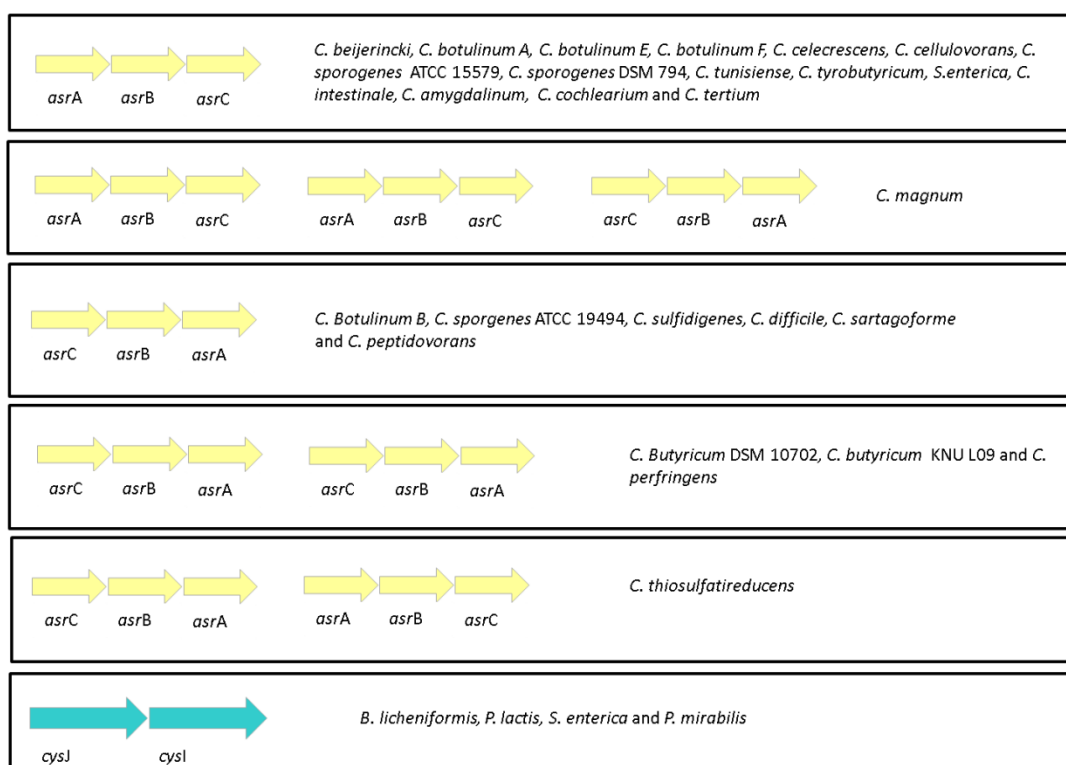 C. beijerincki, C. botulinum A, C. botulinum E, C. botulinum F, C. celecrescens, C. cellulovorans, C.
sporogenes ATCC 15579, C. sporogenes DSM 794, C. tunisiense, C. tyrobutyricum, S.enterica, C.
intestinale, C. amygdalinum, C. cochlearium and C. tertium
asrA asrB asrC
C. magnum
asrA asrB asrC asrA asrB asrC asrC asrB asrA
C. Botulinum B, C. sporgenes ATCC 19494, C. sulfidigenes, C. difficile, C. sartagoforme
and C. peptidovorans
asrC asrB asrA
C. Butyricum DSM 10702, C. butyricum KNU L09 and C.
perfringens
asrC asrB asrA asrC asrB asrA
C. thiosulfatireducens
asrC asrB asrA asrA asrB asrC
B. licheniformis, P. lactis, S. enterica and P. mirabilis
cysJ cysI